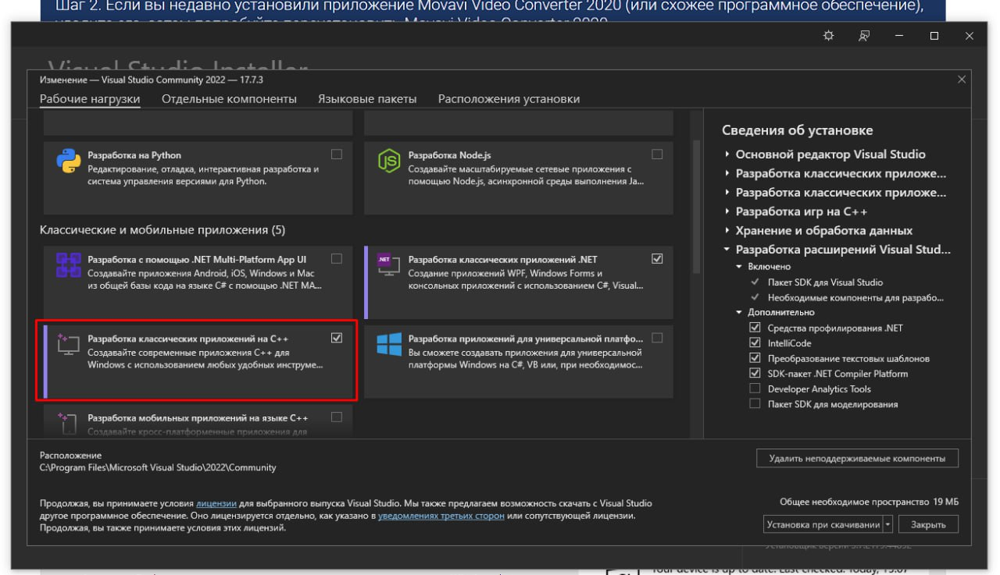 Шаг 2. Если вы недавно установили приложение Movavi Video Converter 2020 (или схожее программное обеспечение),
Visual Studio Installer
Изменение — Visual Studio Community 2022 — 17.7.3
Рабочие нагрузки Отдельные компоненты Языковые пакеты Расположения установки
Разработка на Python
Редактирование, отладка, интерактивная разработка и
система управления версиями для Python.
Разработка Node.js
Создавайте масштабируемые сетевые приложения с
помощью Node.js, асинхронной среды выполнения Ja...
Классические и мобильные приложения (5)
Разработка с помощью .NET Multi-Platform App UI
Создавайте приложения Android, iOS, Windows и Mac
из общей базы кода на языке C# с помощью .NET MA...
Разработка классических приложений .NET
Создание приложений WPF, Windows Forms и
консольных приложений с использованием C#, Visual...
Разработка классических приложений на C++
Создавайте современные приложения C++ для
Windows с использованием любых удобных инструме...
Разработка приложений для универсальной платфо...
Вы сможете создавать приложения для универсальной
платформы Windows на C#, VB или, при необходимос...
Разработка мобильных приложений на языке C++
Создавайте кросс-платформенные приложения для
Сведения об установке
Основной редактор Visual Studio
Разработка классических приложе...
Разработка классических приложе...
Разработка игр на C++
Хранение и обработка данных
Разработка расширений Visual Stud...
Включено
Пакет SDK для Visual Studio
Необходимые компоненты для разрабо...
Дополнительно
Средства профилирования .NET
IntelliCode
Преобразование текстовых шаблонов
SDK-пакет .NET Compiler Platform
Developer Analytics Tools
Пакет SDK для моделирования
Расположение
C:\Program Files\Microsoft Visual Studio\2022\Community
Удалить неподдерживаемые компоненты
Продолжая, вы принимаете условия лицензии для выбранного выпуска Visual Studio. Мы также предлагаем возможность скачать с Visual Studio
другое программное обеспечение. Оно лицензируется отдельно, как указано в уведомлениях третьих сторон или сопутствующей лицензии.
Продолжая, вы также принимаете условия этих лицензий.
Общее необходимое пространство 19 МБ
Установка при скачивании Закрыть
Your device is up to date. Last checked: Today, 15:07